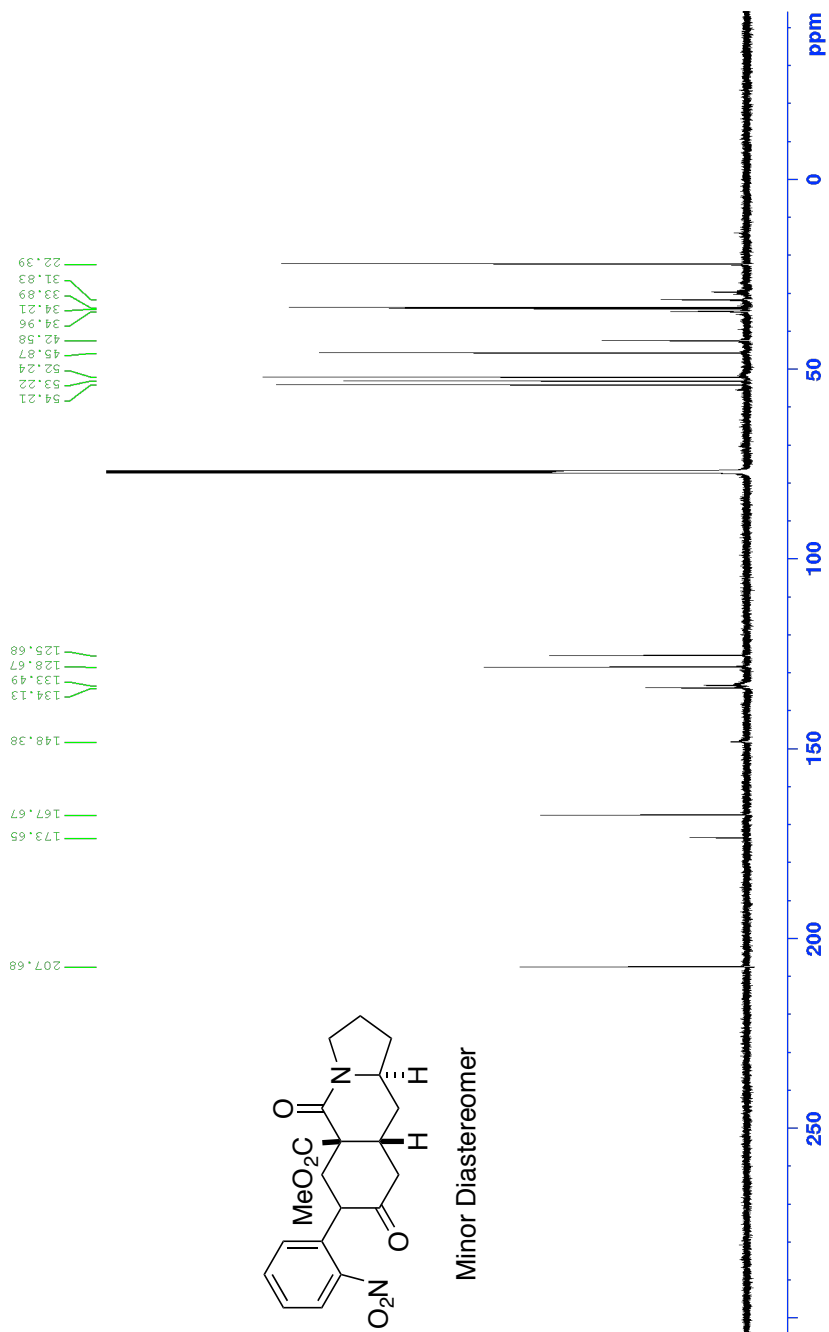 207.68
173.65
167.67
148.38
134.13
133.49
128.67
125.68
54.21
53.22
52.24
45.87
42.58
34.96
34.21
33.89
31.83
22.39
O
MeO₂C
N
H
H
O
O₂N
Minor Diastereomer
250
200
150
100
50
0
ppm